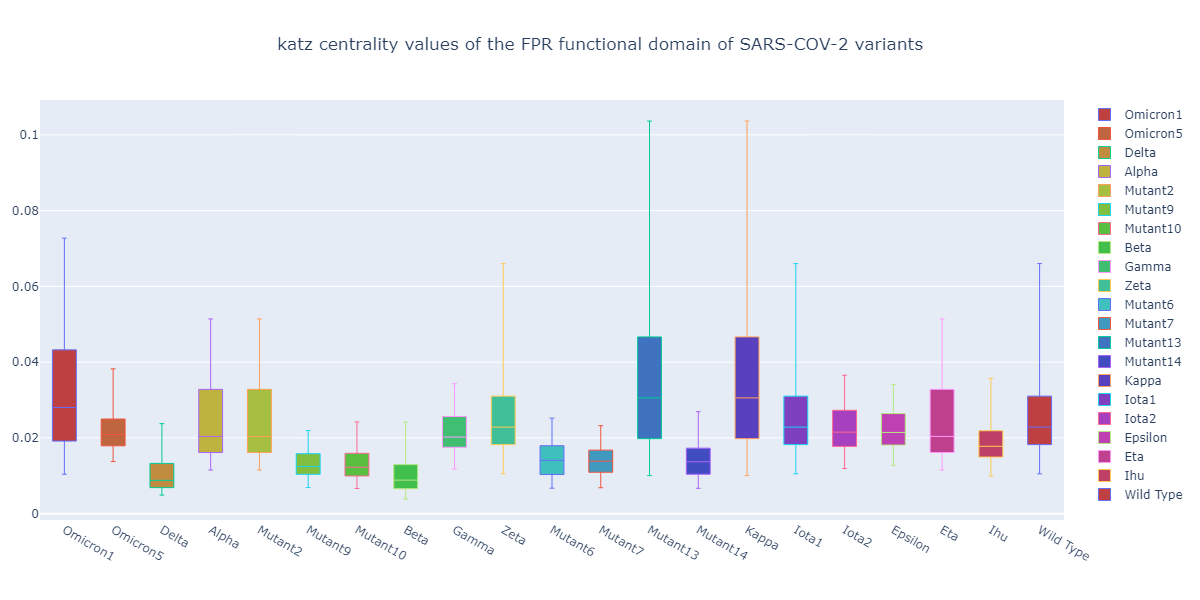 katz centrality values of the FPR functional domain of SARS-COV-2 variants
0.1
0.08
0.06
0.04
0.02
0
Omicron1
Omicron5
Delta
Alpha
Mutant2
Mutant9
Mutant10
Beta
Gamma
Zeta
Mutant6
Mutant7
Mutant13
Mutant14
Kappa
Iota1
Iota2
Epsilon
Eta
Ihu
Wild Type
Omicron1
Omicron5
Delta
Alpha
Mutant2
Mutant9
Mutant10
Beta
Gamma
Zeta
Mutant6
Mutant7
Mutant13
Mutant14
Kappa
Iota1
Iota2
Epsilon
Eta
Ihu
Wild Type